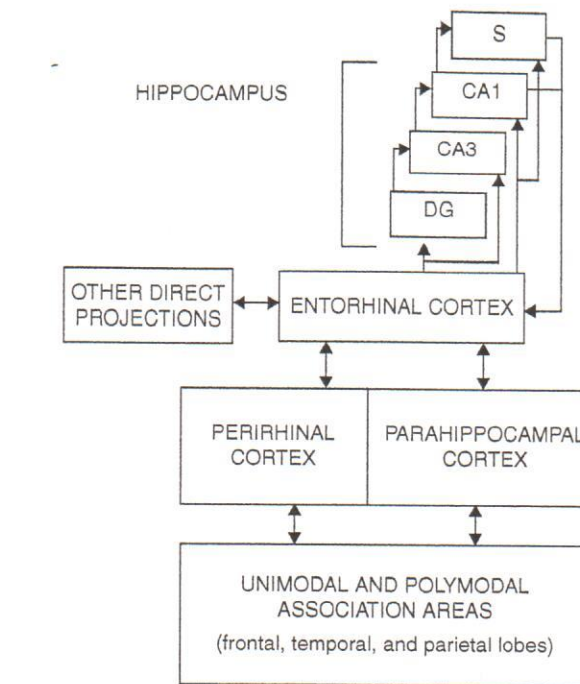 S
HIPPOCAMPUS
CA1
CA3
DG
OTHER DIRECT
PROJECTIONS
ENTORHINAL CORTEX
PERIRHINAL
CORTEX
PARAHIPPOCAMPAL
CORTEX
UNIMODAL AND POLYMODAL
ASSOCIATION AREAS
(frontal, temporal, and parietal lobes)